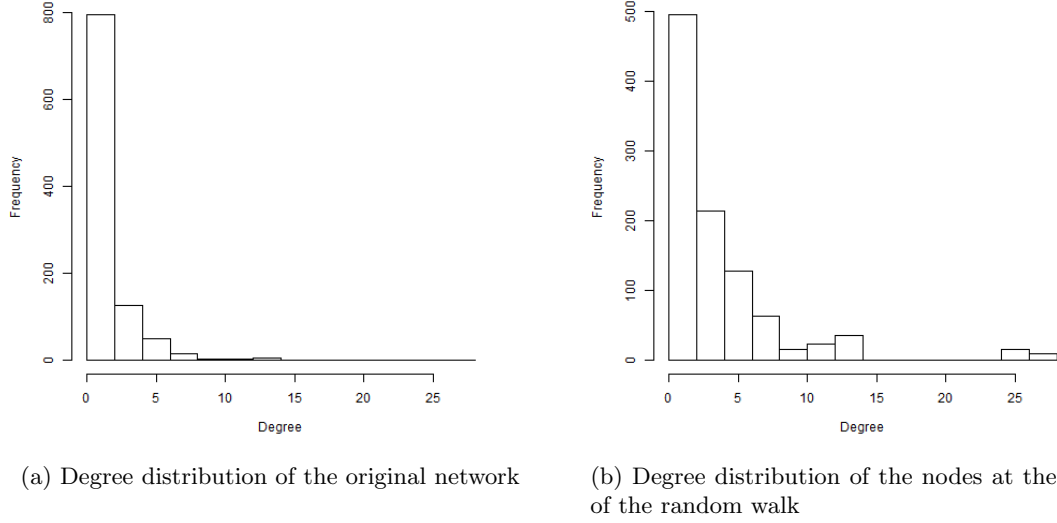 800
600
400
200
0
Frequency
0 5 10 15 20 25
Degree
(a) Degree distribution of the original network
500
400
300
200
100
0
Frequency
0 5 10 15 20 25
Degree
(b) Degree distribution of the nodes at the
of the random walk